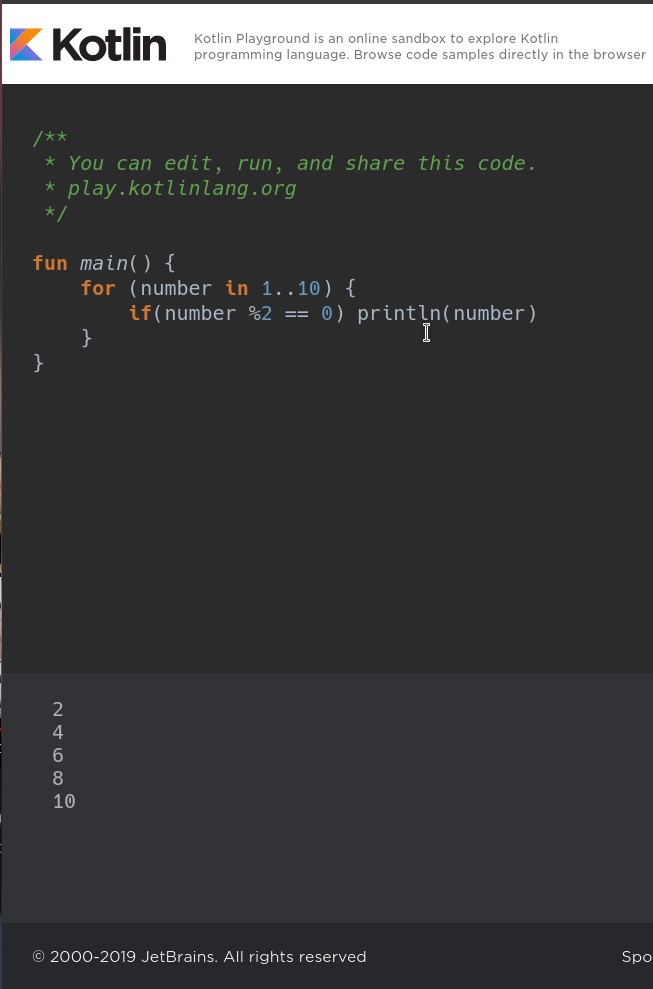 Kotlin
Kotlin Playground is an online sandbox to explore Kotlin
programming language. Browse code samples directly in the browser
/**
 * You can edit, run, and share this code.
 * play.kotlinlang.org
 */
fun main() {
    for (number in 1..10) {
        if(number %2 == 0) println(number)
    }
}
2
4
6
8
10
© 2000-2019 JetBrains. All rights reserved
Spo